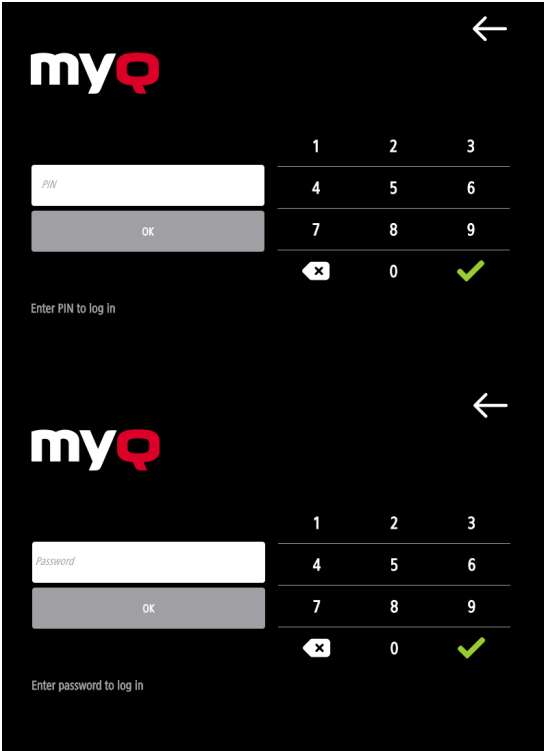 myQ
1 2 3
PIN
4 5 6
OK
7 8 9
0
Enter PIN to log in
myQ
1 2 3
Password
4 5 6
OK
7 8 9
0
Enter password to log in